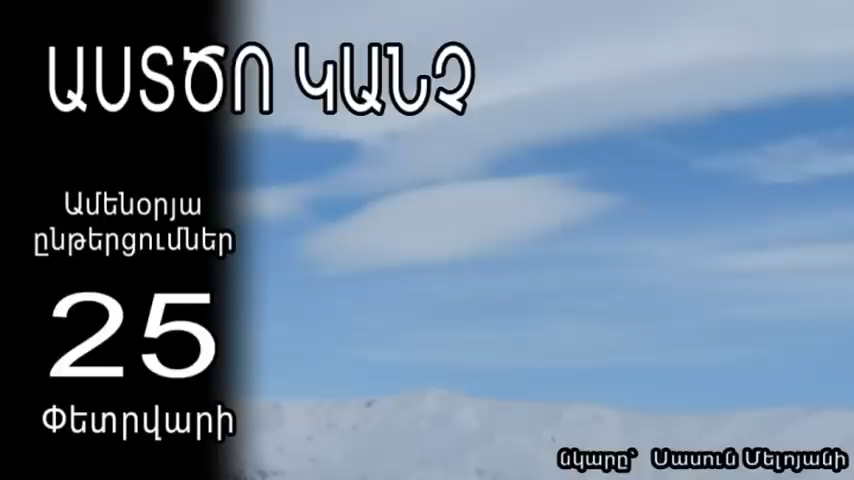 ԱՍՏԾՈ ԿԱՆՉ
Ամենօրյա
ընթերցումներ
25
Փետրվարի
նկարը՝ Սասուն Մելոյանի